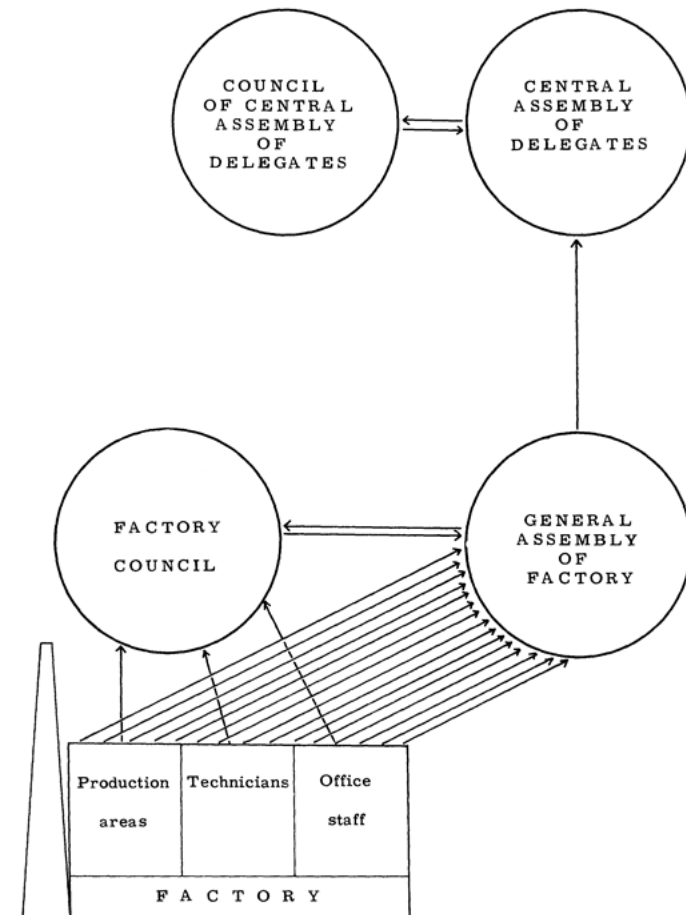 COUNCIL
OF CENTRAL
ASSEMBLY
OF
DELEGATES
CENTRAL
ASSEMBLY
OF
DELEGATES
FACTORY
COUNCIL
GENERAL
ASSEMBLY
OF
FACTORY
Production
areas
Technicians
Office
staff
FACTORY